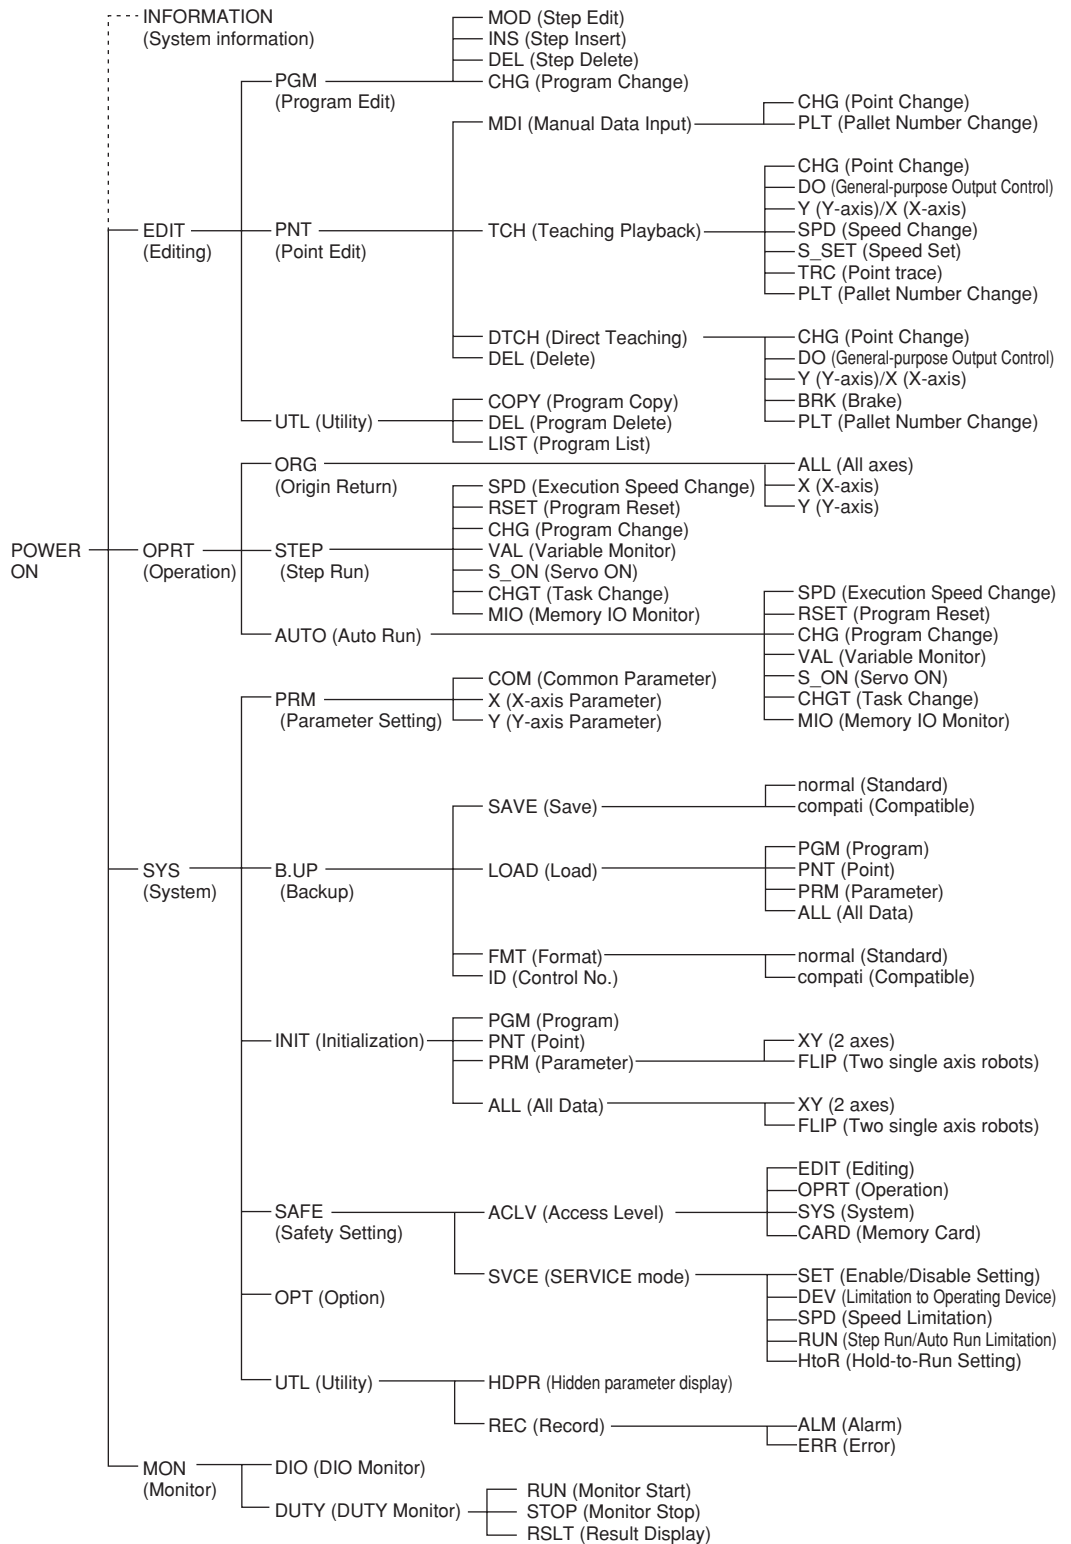 INFORMATION
(System information)
MOD (Step Edit)
INS (Step Insert)
DEL (Step Delete)
PGM
(Program Edit)
CHG (Program Change)
MDI (Manual Data Input)
CHG (Point Change)
PLT (Pallet Number Change)
EDIT
(Editing)
PNT
(Point Edit)
TCH (Teaching Playback)
CHG (Point Change)
DO (General-purpose Output Control)
Y (Y-axis)/X (X-axis)
SPD (Speed Change)
S_SET (Speed Set)
TRC (Point trace)
PLT (Pallet Number Change)
DTCH (Direct Teaching)
DEL (Delete)
CHG (Point Change)
DO (General-purpose Output Control)
Y (Y-axis)/X (X-axis)
BRK (Brake)
PLT (Pallet Number Change)
UTL (Utility)
COPY (Program Copy)
DEL (Program Delete)
LIST (Program List)
ORG
(Origin Return)
ALL (All axes)
X (X-axis)
Y (Y-axis)
POWER
ON
OPRT
(Operation)
STEP
(Step Run)
SPD (Execution Speed Change)
RSET (Program Reset)
CHG (Program Change)
VAL (Variable Monitor)
S_ON (Servo ON)
CHGT (Task Change)
MIO (Memory IO Monitor)
AUTO (Auto Run)
SPD (Execution Speed Change)
RSET (Program Reset)
CHG (Program Change)
VAL (Variable Monitor)
S_ON (Servo ON)
CHGT (Task Change)
MIO (Memory IO Monitor)
PRM
(Parameter Setting)
COM (Common Parameter)
X (X-axis Parameter)
Y (Y-axis Parameter)
SYS
(System)
B.UP
(Backup)
SAVE (Save)
normal (Standard)
compati (Compatible)
LOAD (Load)
PGM (Program)
PNT (Point)
PRM (Parameter)
ALL (All Data)
FMT (Format)
ID (Control No.)
normal (Standard)
compati (Compatible)
INIT (Initialization)
PGM (Program)
PNT (Point)
PRM (Parameter)
XY (2 axes)
FLIP (Two single axis robots)
ALL (All Data)
XY (2 axes)
FLIP (Two single axis robots)
SAFE
(Safety Setting)
ACLV (Access Level)
EDIT (Editing)
OPRT (Operation)
SYS (System)
CARD (Memory Card)
SVCE (SERVICE mode)
SET (Enable/Disable Setting)
DEV (Limitation to Operating Device)
SPD (Speed Limitation)
RUN (Step Run/Auto Run Limitation)
HtoR (Hold-to-Run Setting)
OPT (Option)
UTL (Utility)
HDPR (Hidden parameter display)
REC (Record)
ALM (Alarm)
ERR (Error)
MON
(Monitor)
DIO (DIO Monitor)
DUTY (DUTY Monitor)
RUN (Monitor Start)
STOP (Monitor Stop)
RSLT (Result Display)